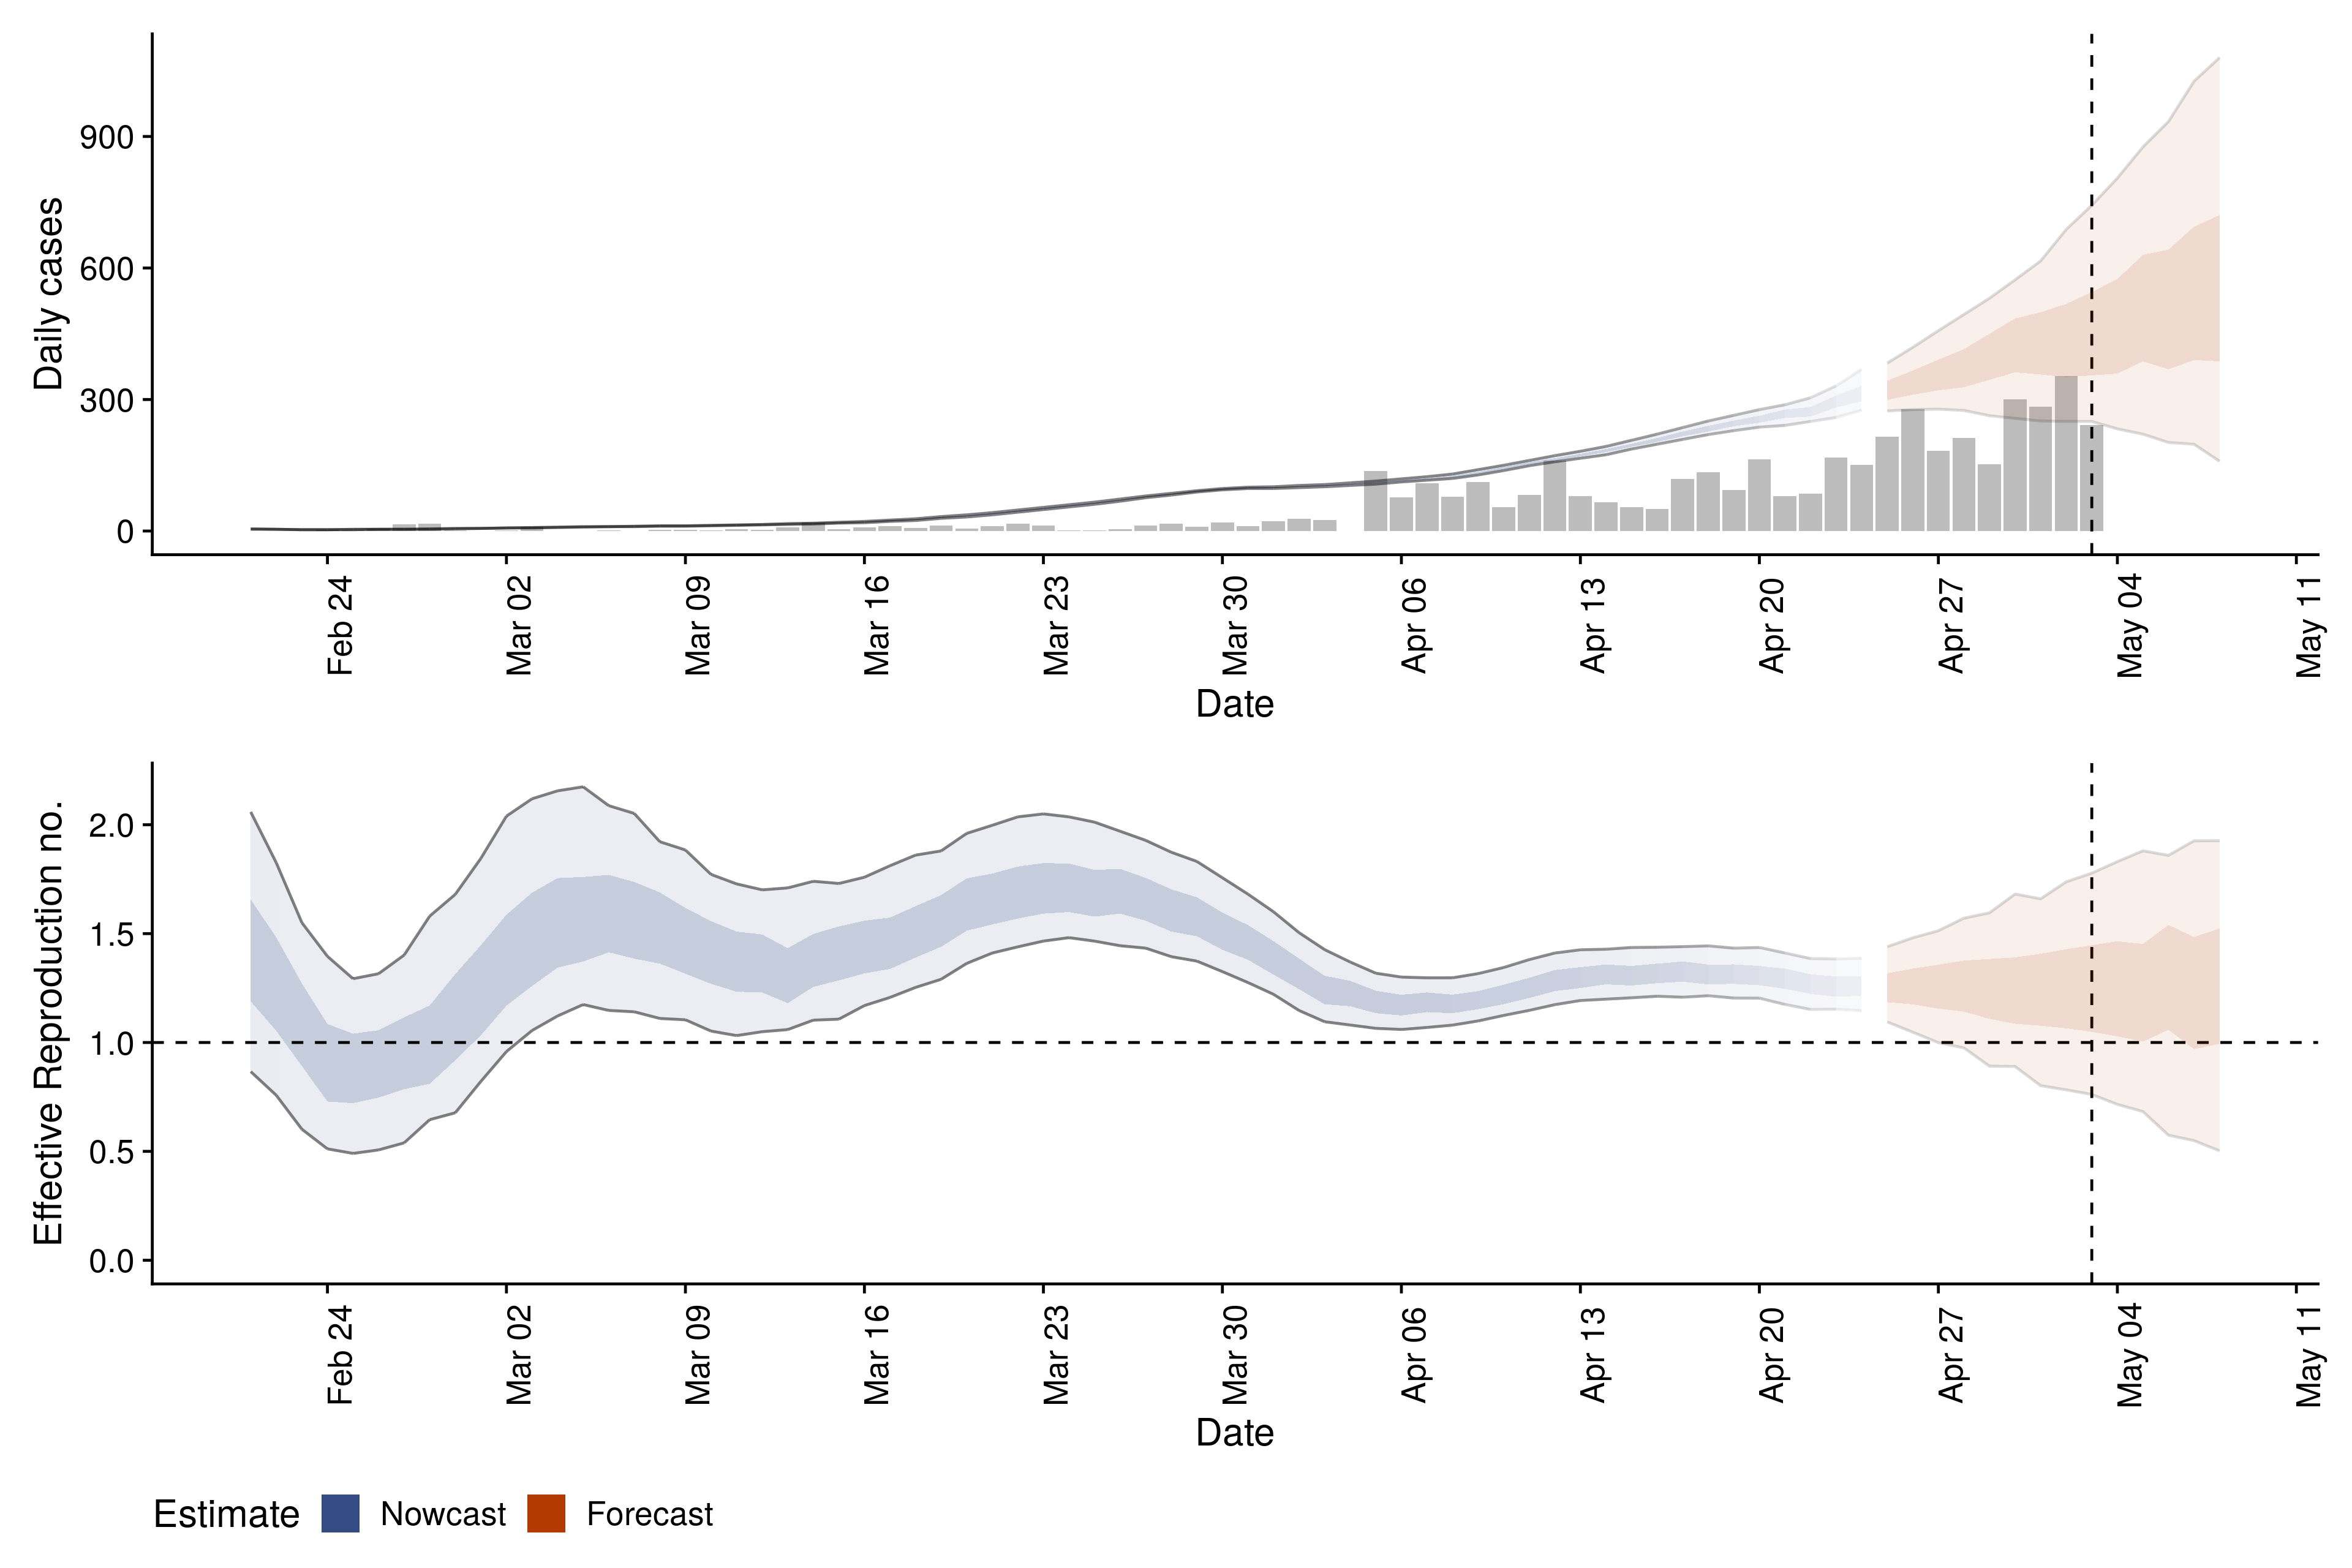 Daily cases
900
600
300
0
Feb 24
Mar 02
Mar 09
Mar 16
Mar 23
Mar 30
Apr 06
Apr 13
Apr 20
Apr 27
May 04
May 11
Date
Effective Reproduction no.
2.0
1.5
1.0
0.5
0.0
Feb 24
Mar 02
Mar 09
Mar 16
Mar 23
Mar 30
Apr 06
Apr 13
Apr 20
Apr 27
May 04
May 11
Date
Estimate Nowcast Forecast